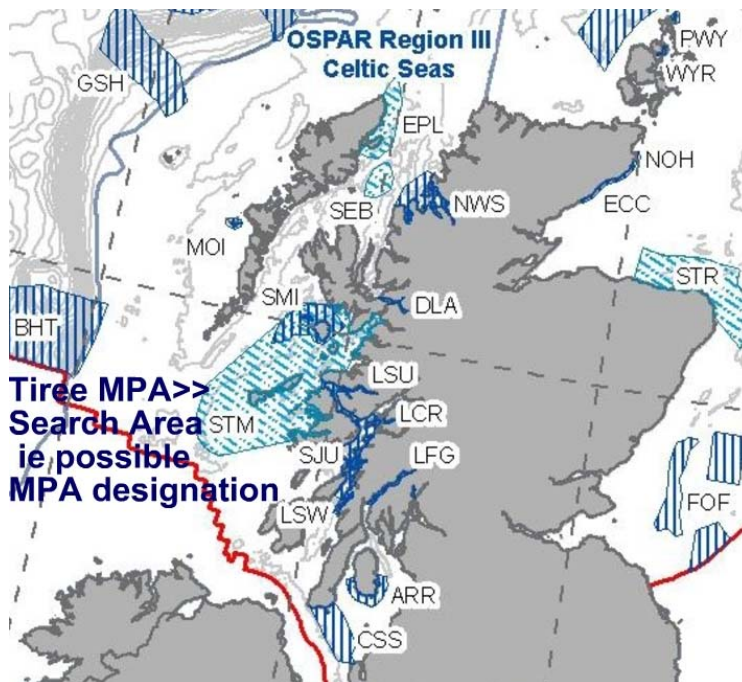 OSPAR Region III
Celtic Seas
GSH
PWY
WYR
EPL
NOH
SEB
NWS
ECC
MOI
STR
SMI
DLA
BHT
LSU
Tiree MPA>>
Search Area
ie possible
MPA designation
STM
LCR
SJU
LFG
FOF
LSW
ARR
CSS